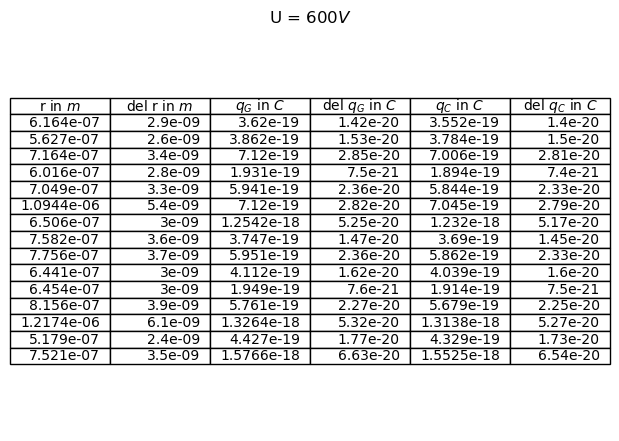 U = 600V
r in m del r in m q_G in C del q_G in C q_C in C del q_C in C
6.164e-07 2.9e-09 3.62e-19 1.42e-20 3.552e-19 1.4e-20
5.627e-07 2.6e-09 3.862e-19 1.53e-20 3.784e-19 1.5e-20
7.164e-07 3.4e-09 7.12e-19 2.85e-20 7.006e-19 2.81e-20
6.016e-07 2.8e-09 1.931e-19 7.5e-21 1.894e-19 7.4e-21
7.049e-07 3.3e-09 5.941e-19 2.36e-20 5.844e-19 2.33e-20
1.0944e-06 5.4e-09 7.12e-19 2.82e-20 7.045e-19 2.79e-20
6.506e-07 3e-09 1.2542e-18 5.25e-20 1.232e-18 5.17e-20
7.582e-07 3.6e-09 3.747e-19 1.47e-20 3.69e-19 1.45e-20
7.756e-07 3.7e-09 5.951e-19 2.36e-20 5.862e-19 2.33e-20
6.441e-07 3e-09 4.112e-19 1.62e-20 4.039e-19 1.6e-20
6.454e-07 3e-09 1.949e-19 7.6e-21 1.914e-19 7.5e-21
8.156e-07 3.9e-09 5.761e-19 2.27e-20 5.679e-19 2.25e-20
1.2174e-06 6.1e-09 1.3264e-18 5.32e-20 1.3138e-18 5.27e-20
5.179e-07 2.4e-09 4.427e-19 1.77e-20 4.329e-19 1.73e-20
7.521e-07 3.5e-09 1.5766e-18 6.63e-20 1.5525e-18 6.54e-20